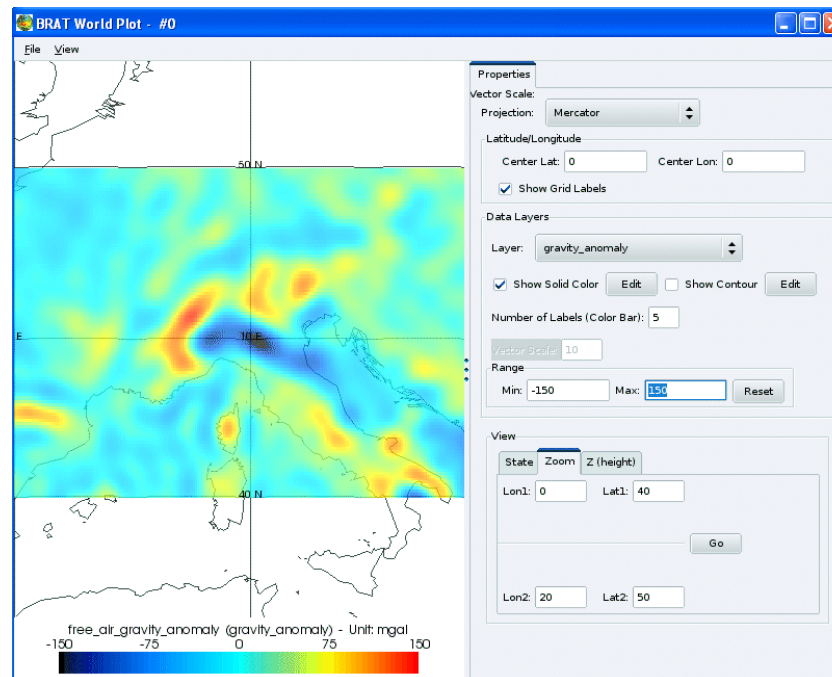 BRAT World Plot - #0
File View
Properties
Vector Scale:
Projection: Mercator
Latitude/Longitude
Center Lat: 0 Center Lon: 0
Show Grid Labels
Data Layers
Layer: gravity_anomaly
Show Solid Color Edit Show Contour Edit
Number of Labels (Color Bar): 5
Vector Scale: 10
Range
Min: -150 Max: 150 Reset
View
State Zoom Z (height)
Lon1: 0 Lat1: 40
Go
Lon2: 20 Lat2: 50
50 N
E 10 E
40 N
free_air_gravity_anomaly (gravity_anomaly) - Unit: mgal
-150 -75 0 75 150